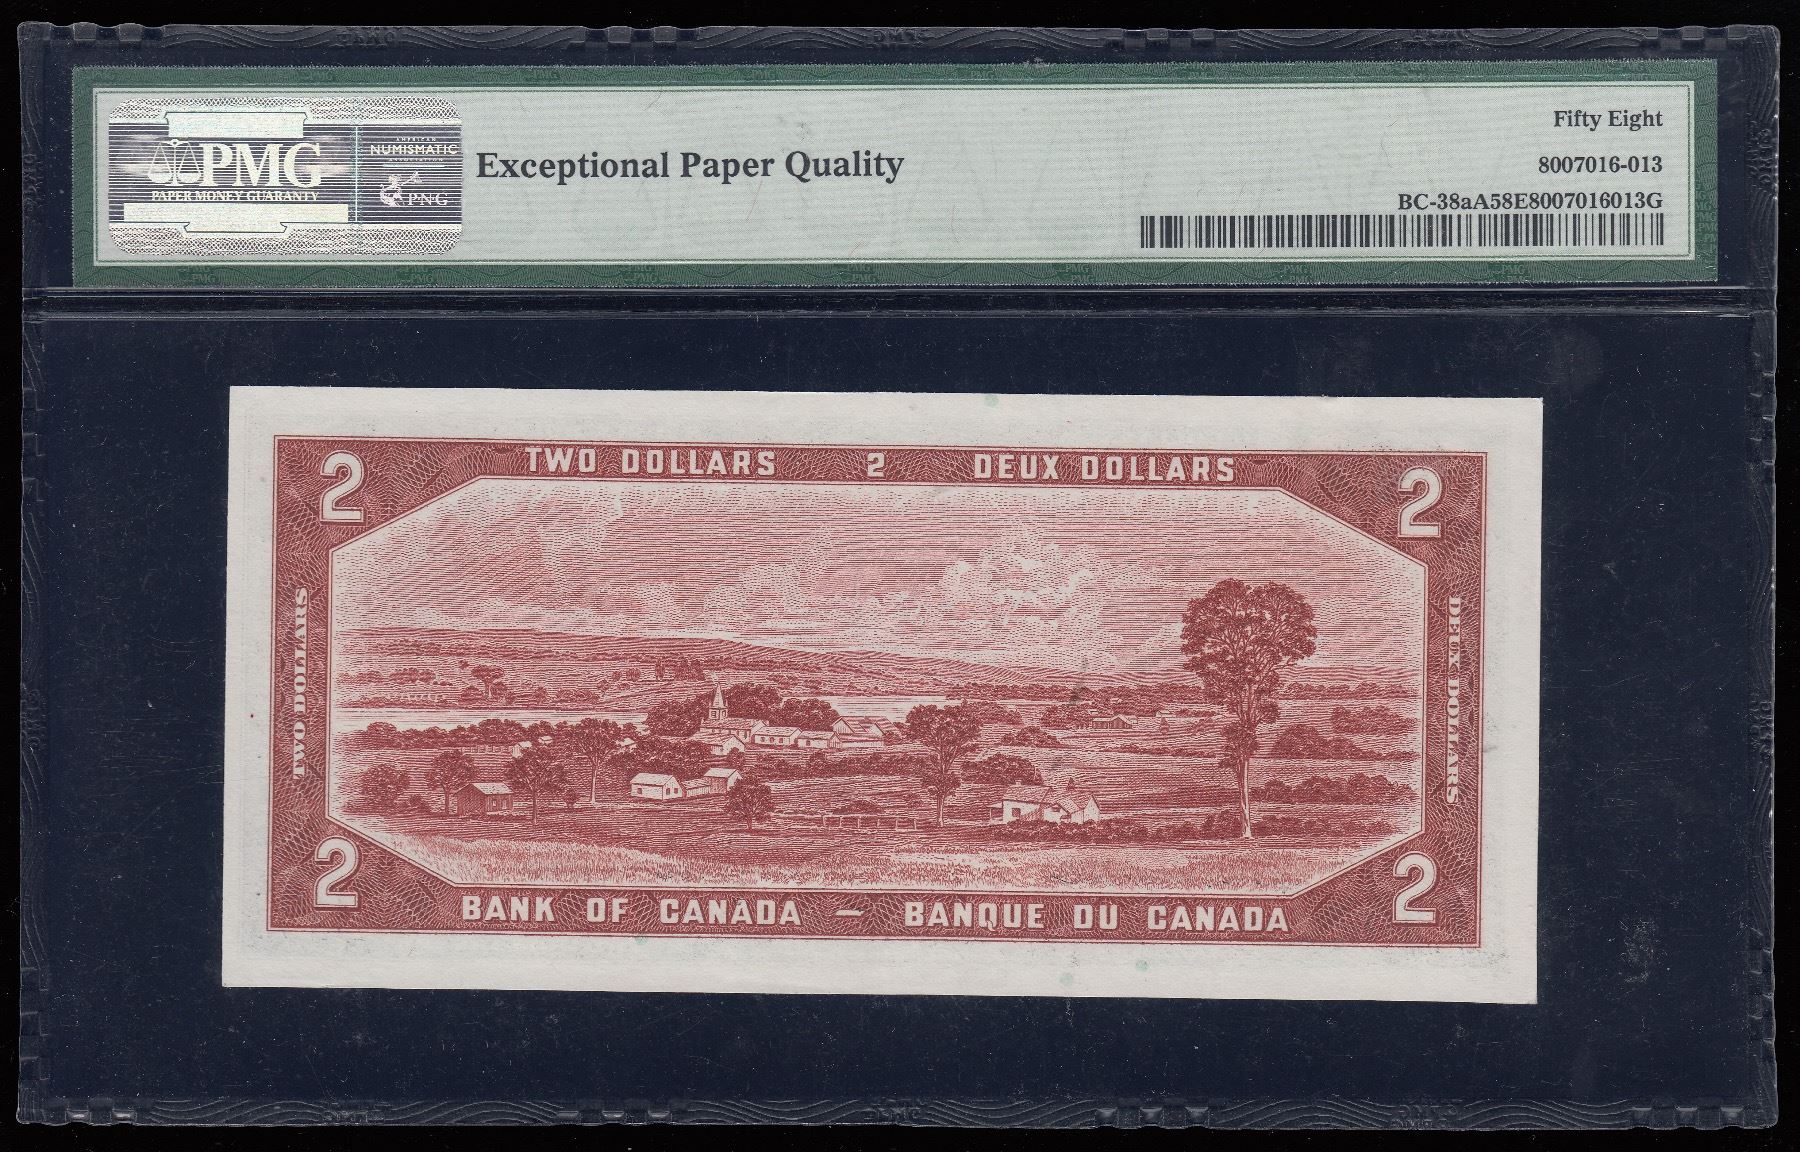 AMERICAN
NUMISMATIC
ASSOCIATION
PMG
PAPER MONEY GUARANTY
PNG
Exceptional Paper Quality
Fifty Eight
8007016-013
BC-38aA58E8007016013G
TWO DOLLARS 2 DEUX DOLLARS
2 2
TWO DOLLARS
DEUX DOLLARS
2 2
BANK OF CANADA — BANQUE DU CANADA